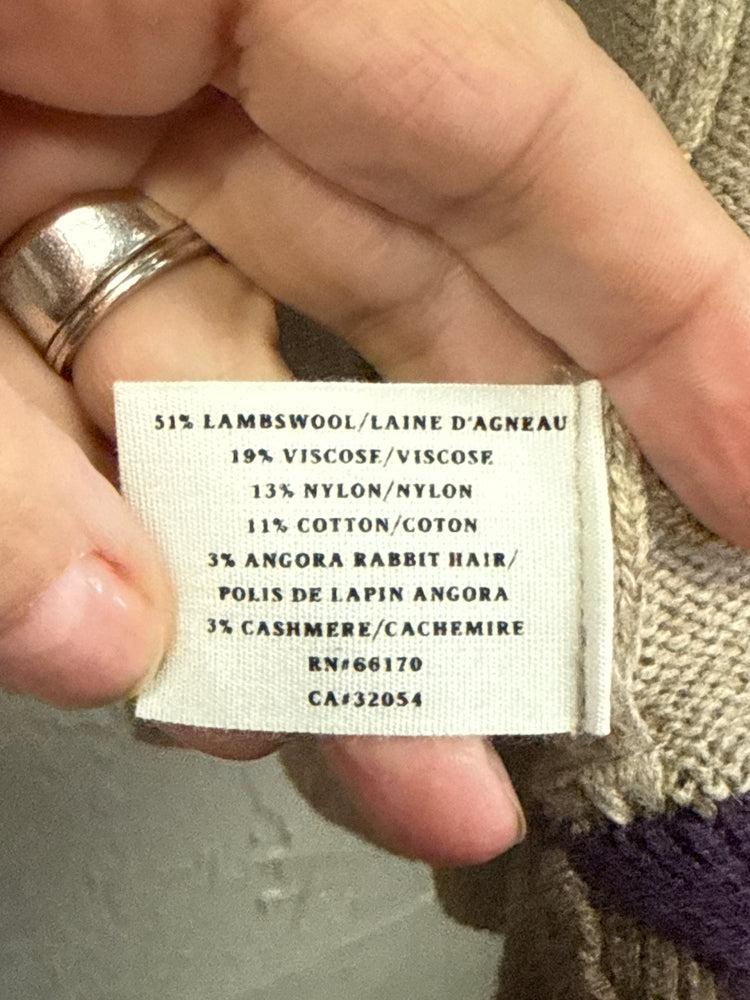 51% LAMBSWOOL/LAINE D'AGNEAU
19% VISCOSE/VISCOSE
13% NYLON/NYLON
11% COTTON/COTON
3% ANGORA RABBIT HAIR/
POLIS DE LAPIN ANGORA
3% CASHMERE/CACHEMIRE
RN#66170
CA#32054